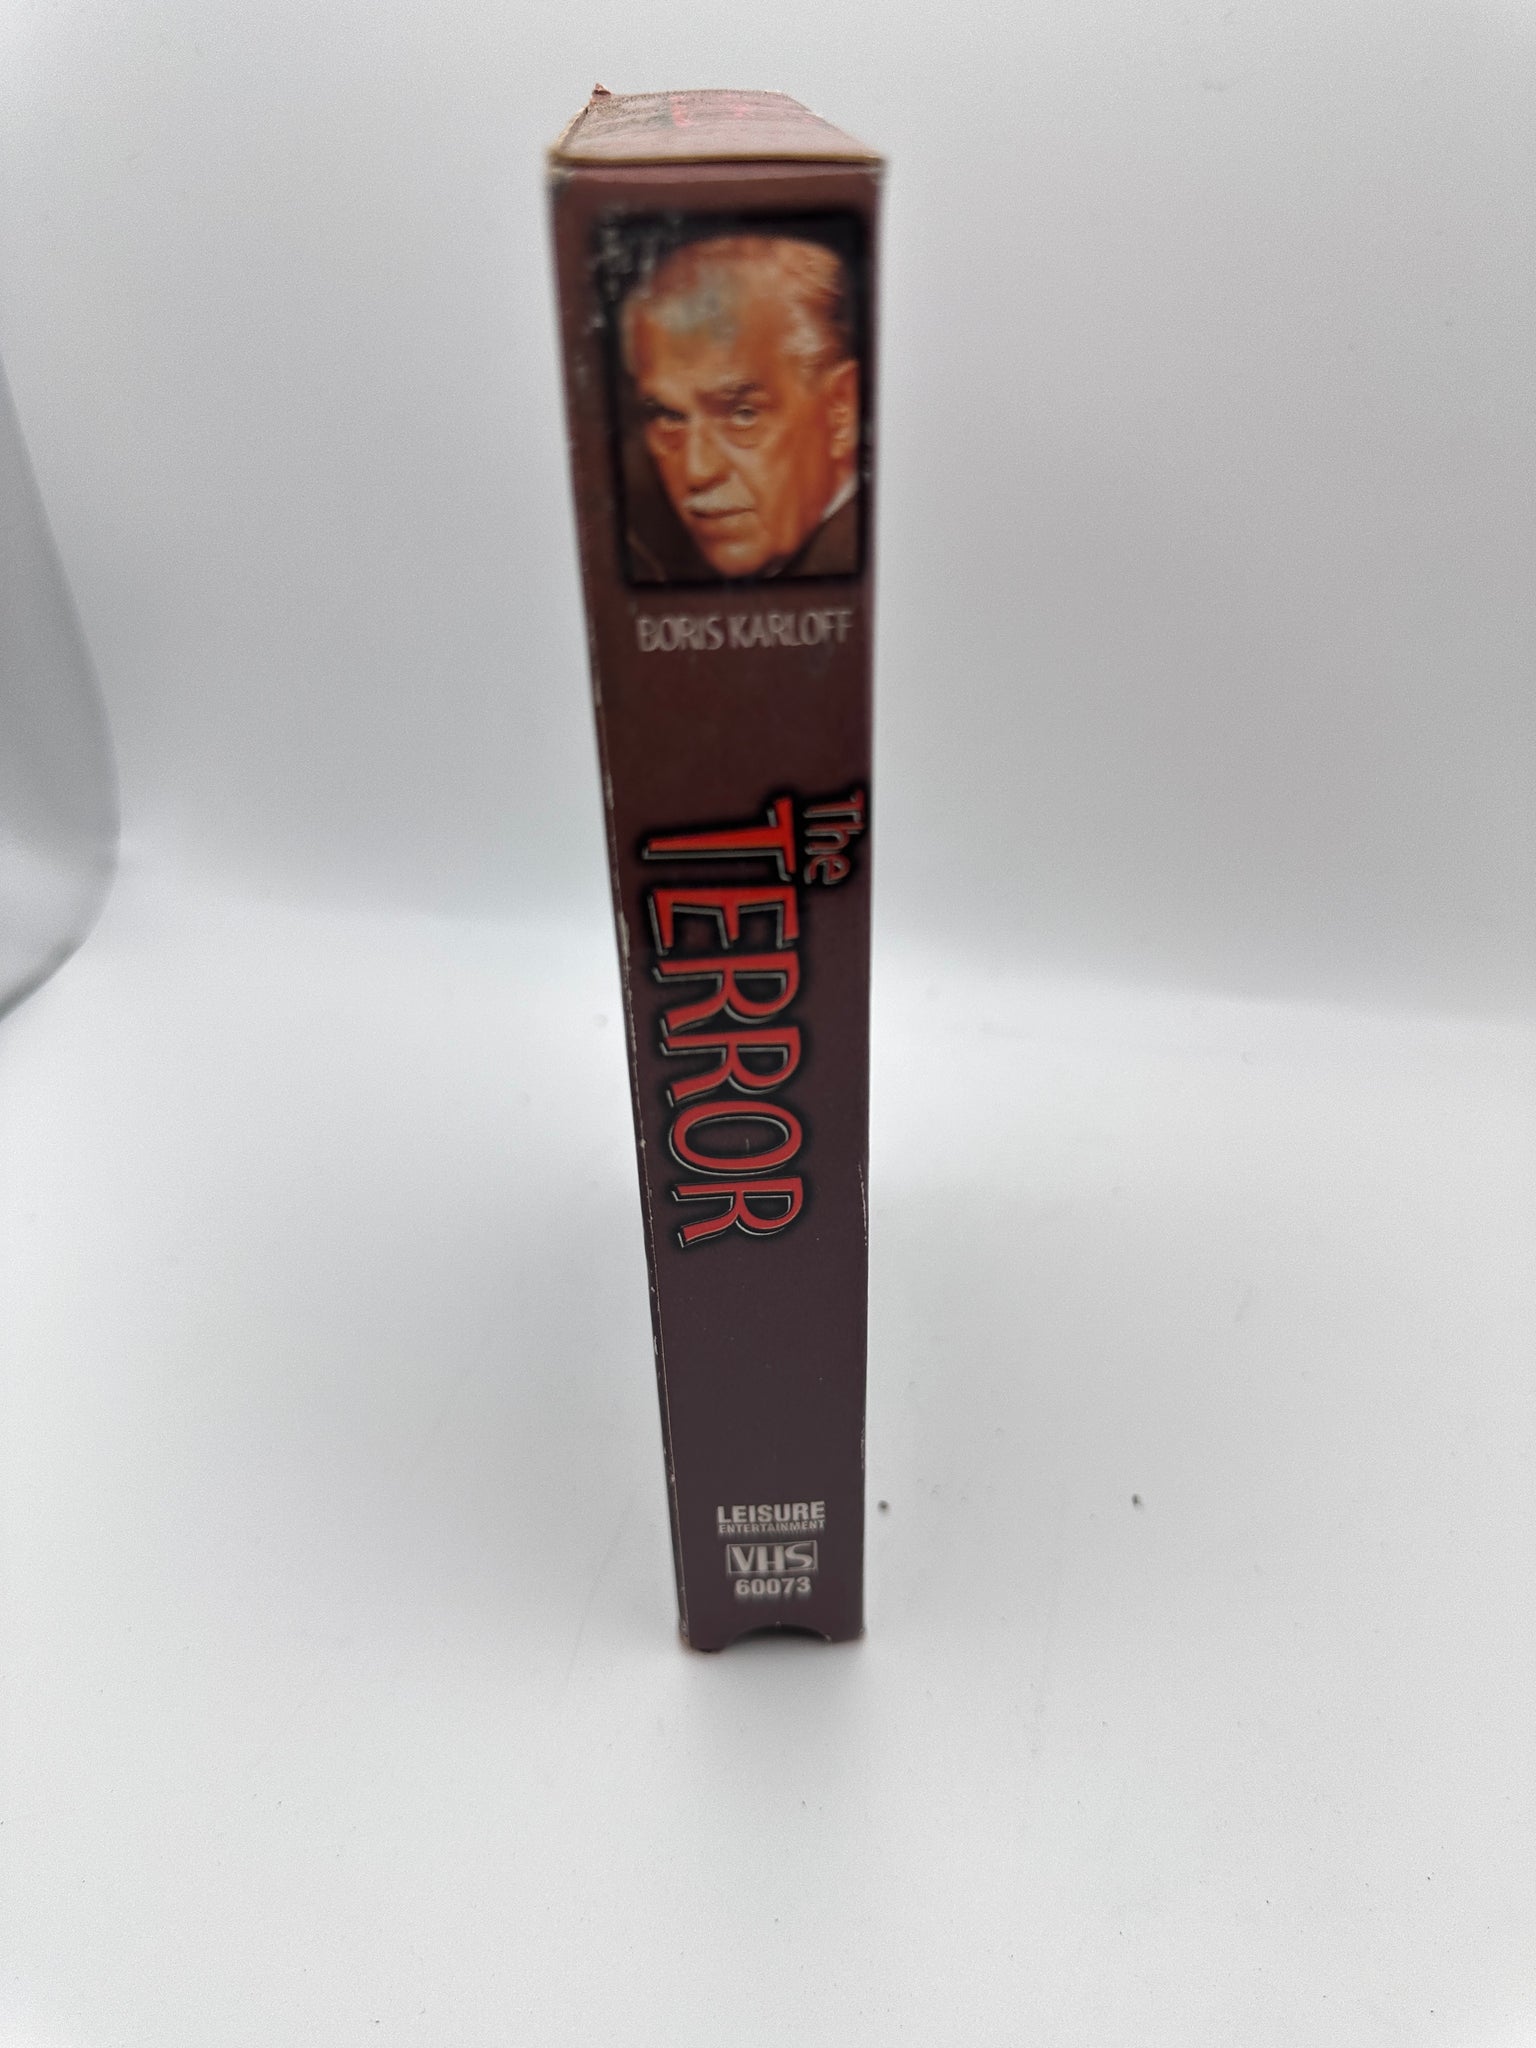 BORIS KARLOFF
The
TERROR
LEISURE
ENTERTAINMENT
VHS
60073